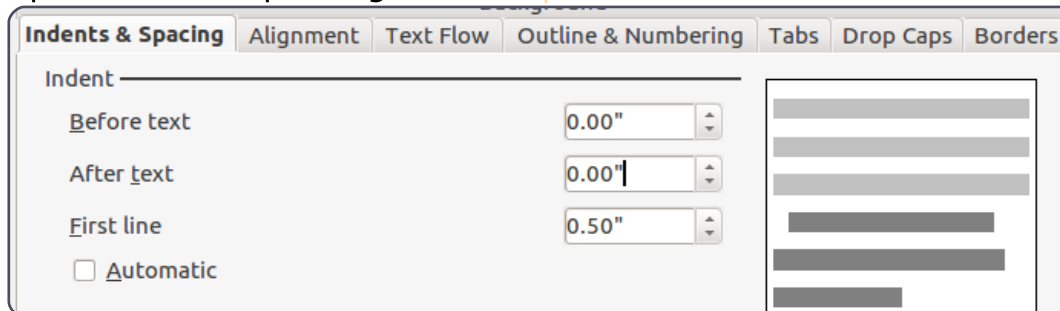 Indents & Spacing Alignment Text Flow Outline & Numbering Tabs Drop Caps Borders
Indent
Before text 0.00"
After text 0.00"
First line 0.50"
Automatic